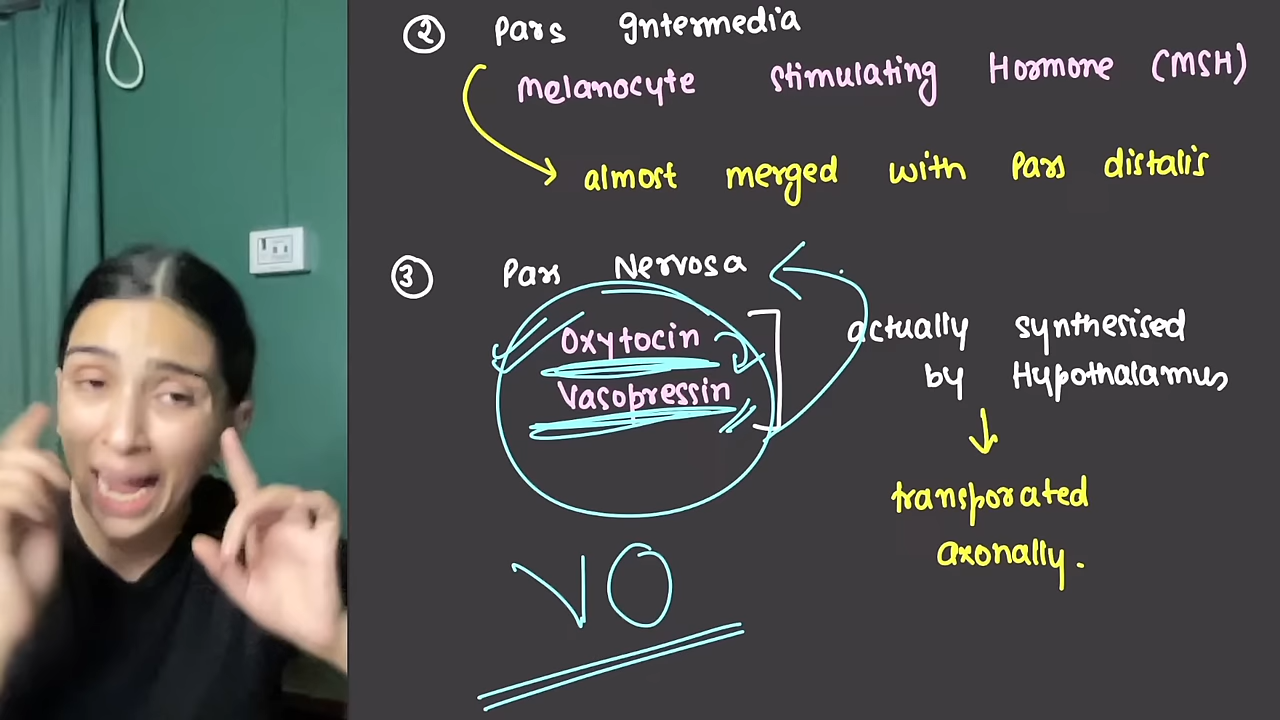 2 Pars Intermedia
Melanocyte Stimulating Hormone (MSH)
almost merged with Pars distalis
3 Pars Nervosa
Oxytocin
Vasopressin
actually synthesised
by Hypothalamus
transporated
axonally.
VO